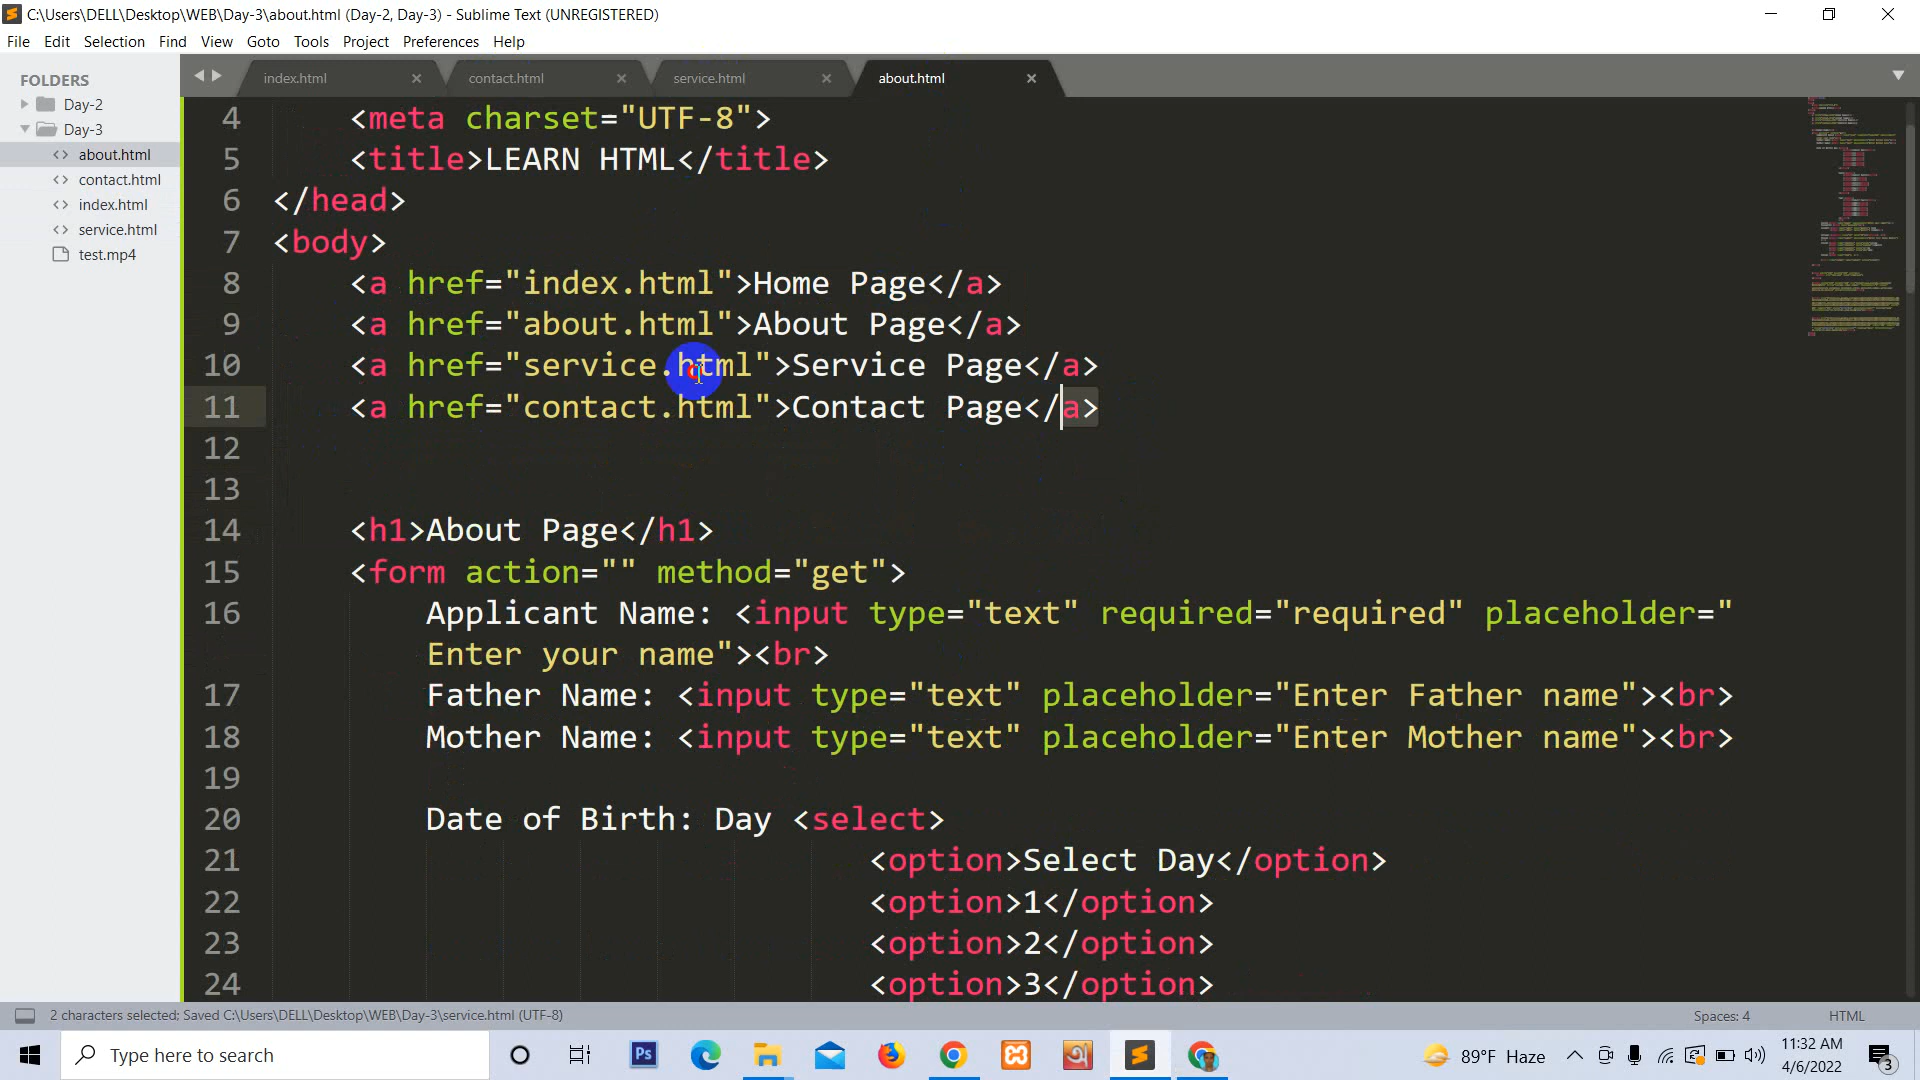 C:\Users\DELL\Desktop\WEB\Day-3\about.html (Day-2, Day-3) - Sublime Text (UNREGISTERED)
File Edit Selection Find View Goto Tools Project Preferences Help
FOLDERS
Day-2
Day-3
about.html
contact.html
index.html
service.html
test.mp4
index.html contact.html service.html about.html
4 <meta charset="UTF-8">
5 <title>LEARN HTML</title>
6 </head>
7 <body>
8 <a href="index.html">Home Page</a>
9 <a href="about.html">About Page</a>
10 <a href="service.html">Service Page</a>
11 <a href="contact.html">Contact Page</a>
12
13
14 <h1>About Page</h1>
15 <form action="" method="get">
16 Applicant Name: <input type="text" required="required" placeholder="
Enter your name"><br>
17 Father Name: <input type="text" placeholder="Enter Father name"><br>
18 Mother Name: <input type="text" placeholder="Enter Mother name"><br>
19
20 Date of Birth: Day <select>
21 <option>Select Day</option>
22 <option>1</option>
23 <option>2</option>
24 <option>3</option>
2 characters selected; Saved C:\Users\DELL\Desktop\WEB\Day-3\service.html (UTF-8)
Spaces: 4 HTML
Type here to search
Ps
89°F Haze
11:32 AM
4/6/2022
3